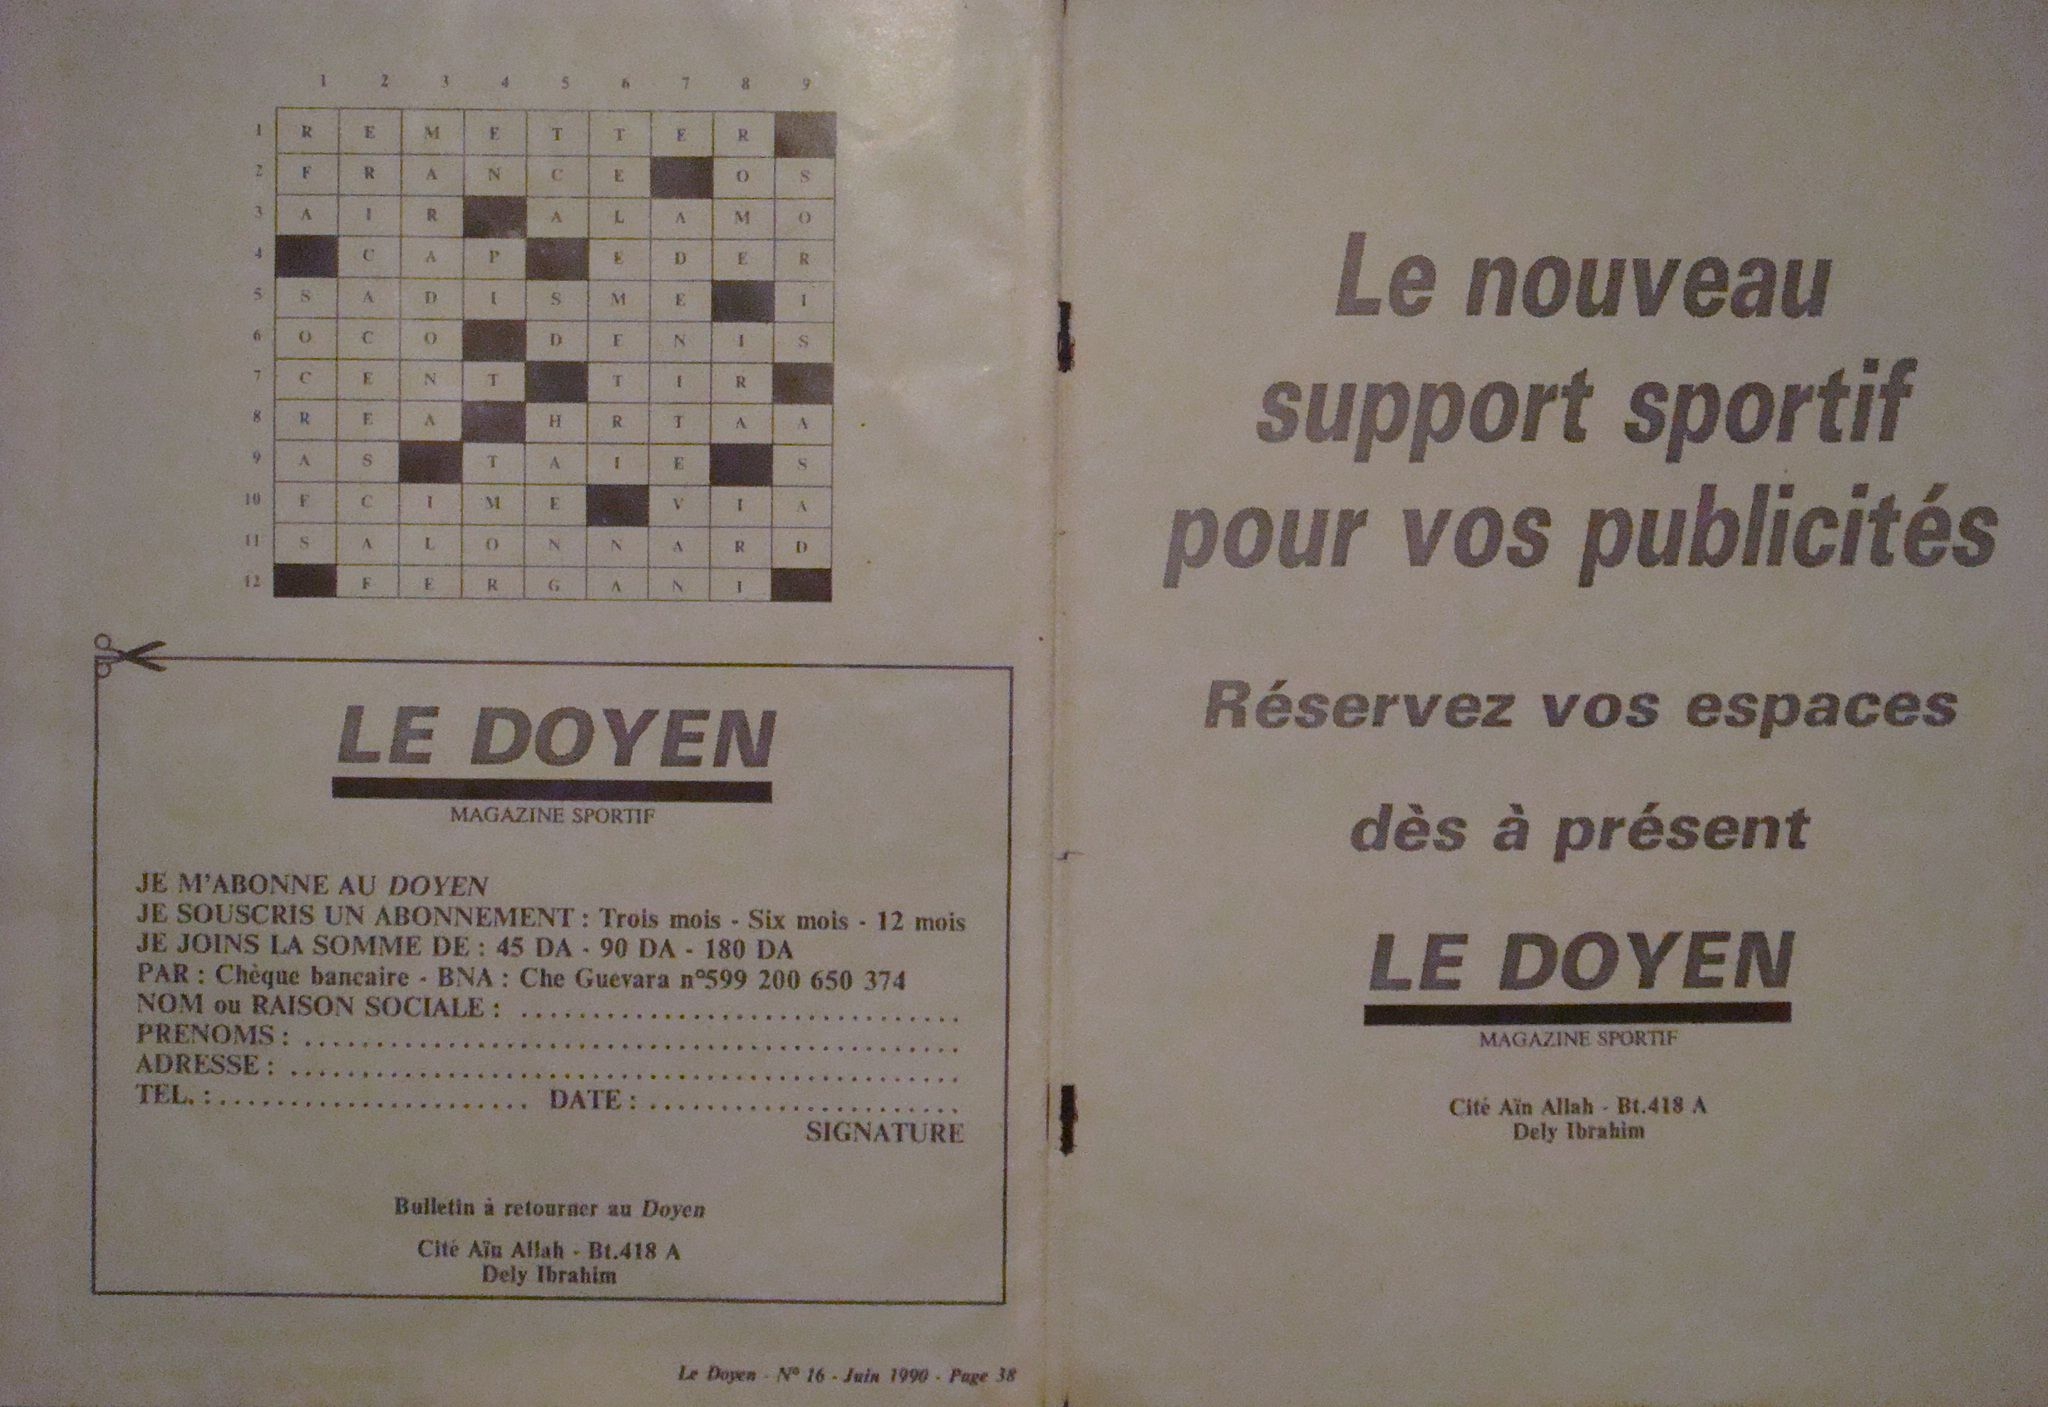 1 2 3 4 5 6 7 8 9
1 R E M E T T E R
2 F R A N C E O S
3 A I R A L A M O
4 C A P E D E R
5 S A D I S M E I
6 O C O D E N I S
7 C E N T T I R
8 R E A H R T A A
9 A S T A I E S
10 E C I M E V I A
11 S A L O N N A R D
12 F E R G A N I
LE DOYEN
MAGAZINE SPORTIF
JE M'ABONNE AU DOYEN
JE SOUSCRIS UN ABONNEMENT : Trois mois - Six mois - 12 mois
JE JOINS LA SOMME DE : 45 DA - 90 DA - 180 DA
PAR : Chèque bancaire - BNA : Che Guevara n°599 200 650 374
NOM ou RAISON SOCIALE : ..............................
PRENOMS : ..............................................
ADRESSE : ...............................................
TEL. : ...................... DATE : ......................
SIGNATURE
Bulletin à retourner au Doyen
Cité Aïn Allah - Bt.418 A
Dely Ibrahim
Le Doyen - N° 16 - Juin 1990 - Page 38
Le nouveau
support sportif
pour vos publicités
Réservez vos espaces
dès à présent
LE DOYEN
MAGAZINE SPORTIF
Cité Aïn Allah - Bt.418 A
Dely Ibrahim